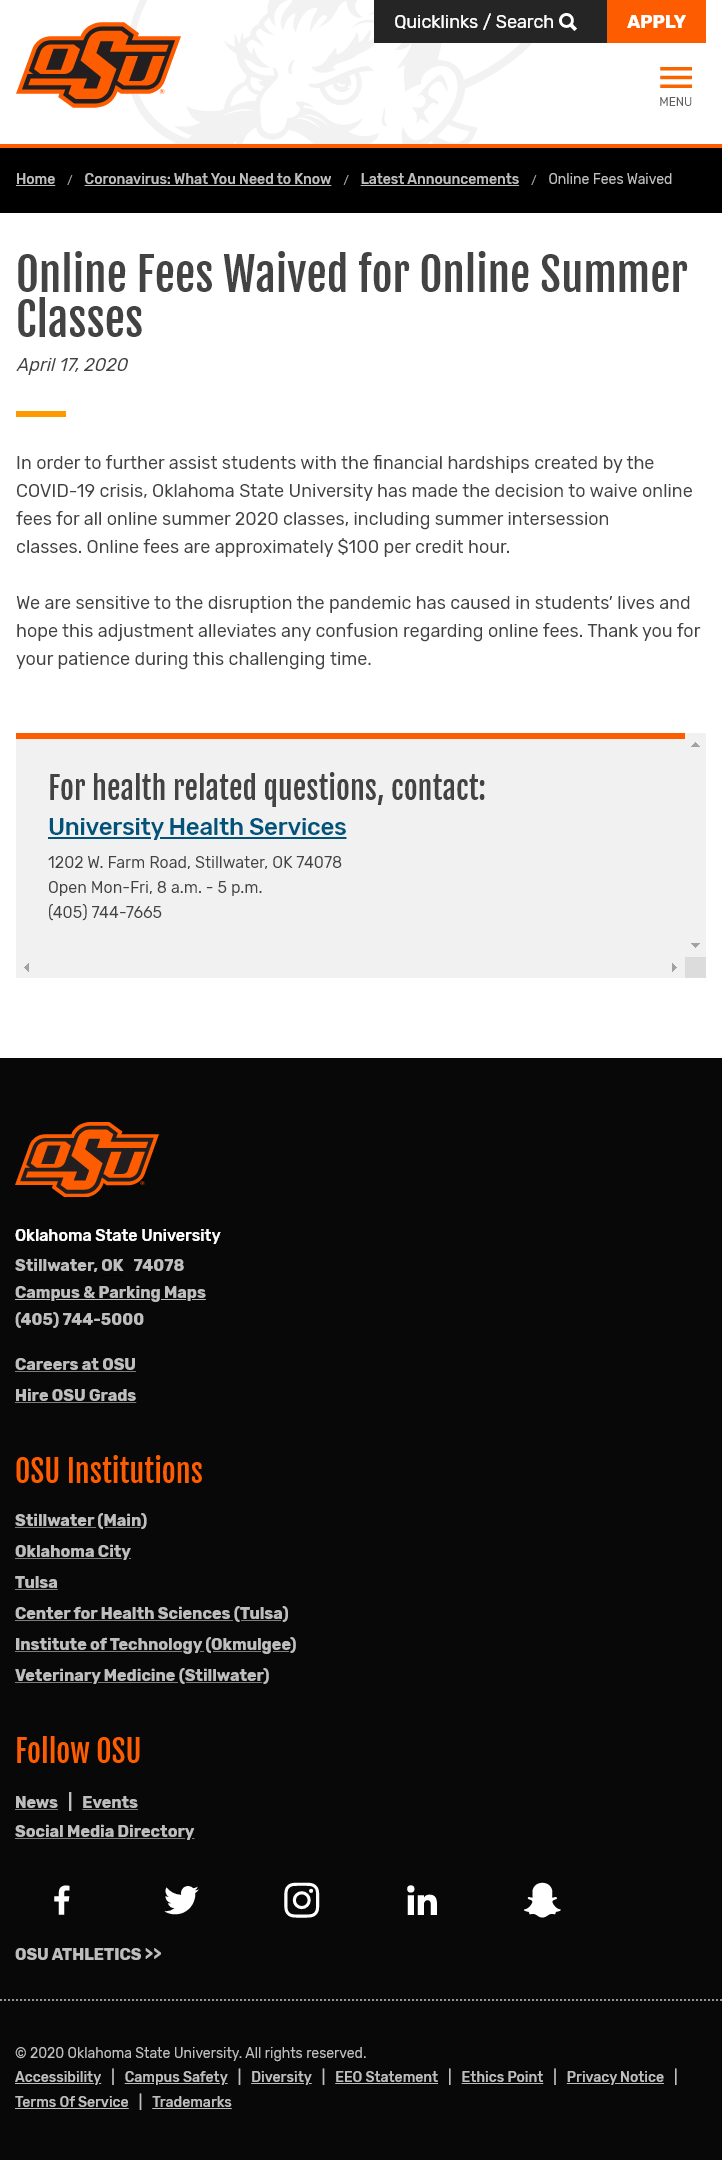 OSU
Quicklinks / Search
APPLY
MENU
Home / Coronavirus: What You Need to Know / Latest Announcements / Online Fees Waived
Online Fees Waived for Online Summer
Classes
April 17, 2020
In order to further assist students with the financial hardships created by the
COVID-19 crisis, Oklahoma State University has made the decision to waive online
fees for all online summer 2020 classes, including summer intersession
classes. Online fees are approximately $100 per credit hour.
We are sensitive to the disruption the pandemic has caused in students’ lives and
hope this adjustment alleviates any confusion regarding online fees. Thank you for
your patience during this challenging time.
For health related questions, contact:
University Health Services
1202 W. Farm Road, Stillwater, OK 74078
Open Mon-Fri, 8 a.m. - 5 p.m.
(405) 744-7665
OSU
Oklahoma State University
Stillwater, OK 74078
Campus & Parking Maps
(405) 744-5000
Careers at OSU
Hire OSU Grads
OSU Institutions
Stillwater (Main)
Oklahoma City
Tulsa
Center for Health Sciences (Tulsa)
Institute of Technology (Okmulgee)
Veterinary Medicine (Stillwater)
Follow OSU
News | Events
Social Media Directory
OSU ATHLETICS >>
© 2020 Oklahoma State University. All rights reserved.
Accessibility | Campus Safety | Diversity | EEO Statement | Ethics Point | Privacy Notice |
Terms Of Service | Trademarks